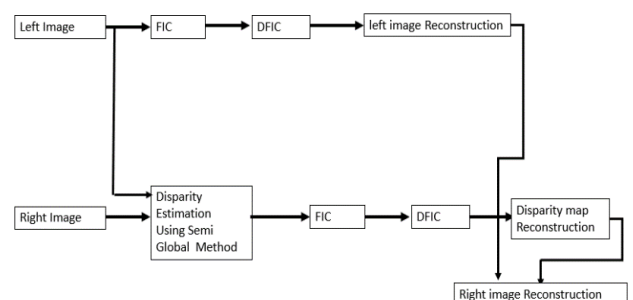 Left Image
FIC
DFIC
left image Reconstruction
Right Image
Disparity
Estimation
Using Semi
Global Method
FIC
DFIC
Disparity map
Reconstruction
Right image Reconstruction